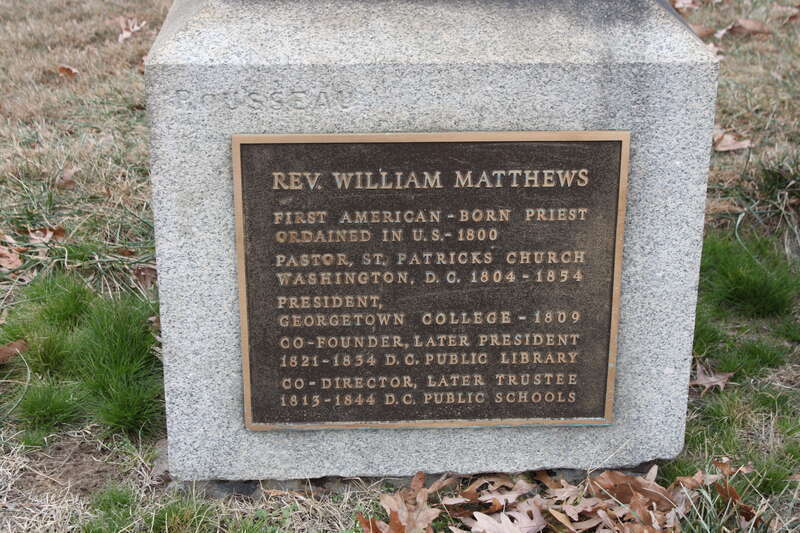 ROUSSEAU
REV. WILLIAM MATTHEWS
FIRST AMERICAN-BORN PRIEST
ORDAINED IN U.S.-1800
PASTOR, ST. PATRICKS CHURCH
WASHINGTON, D.C. 1804-1854
PRESIDENT,
GEORGETOWN COLLEGE-1809
CO-FOUNDER, LATER PRESIDENT
1821-1834 D.C. PUBLIC LIBRARY
CO-DIRECTOR, LATER TRUSTEE
1813-1844 D.C. PUBLIC SCHOOLS